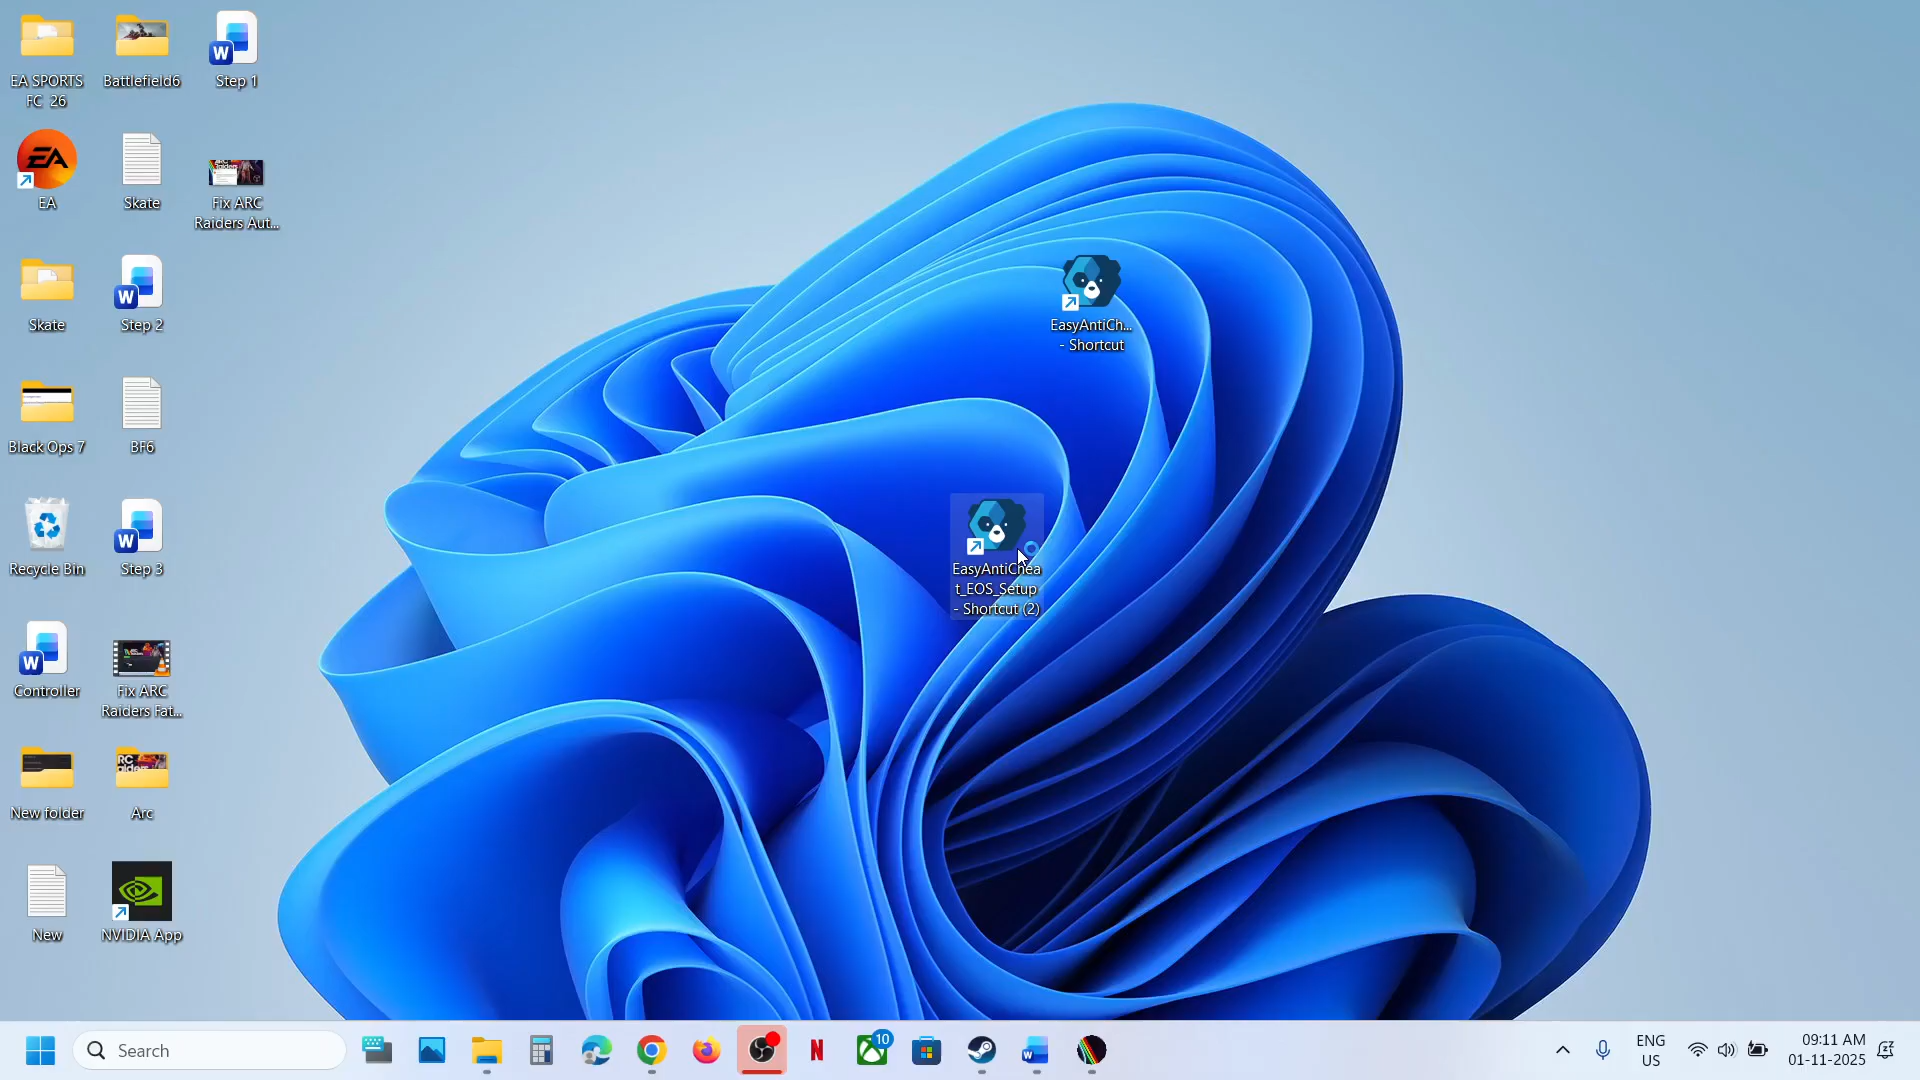 EA SPORTS
FC 26
Battlefield6
Step 1
EA
Skate
Fix ARC
Raiders Aut...
Skate
Step 2
EasyAntiCh...
- Shortcut
Black Ops 7
BF6
Recycle Bin
Step 3
EasyAntiChea
t_EOS_Setup
- Shortcut (2)
Controller
Fix ARC
Raiders Fat...
New folder
Arc
New
NVIDIA App
Search
10
ENG
US
09:11 AM
01-11-2025